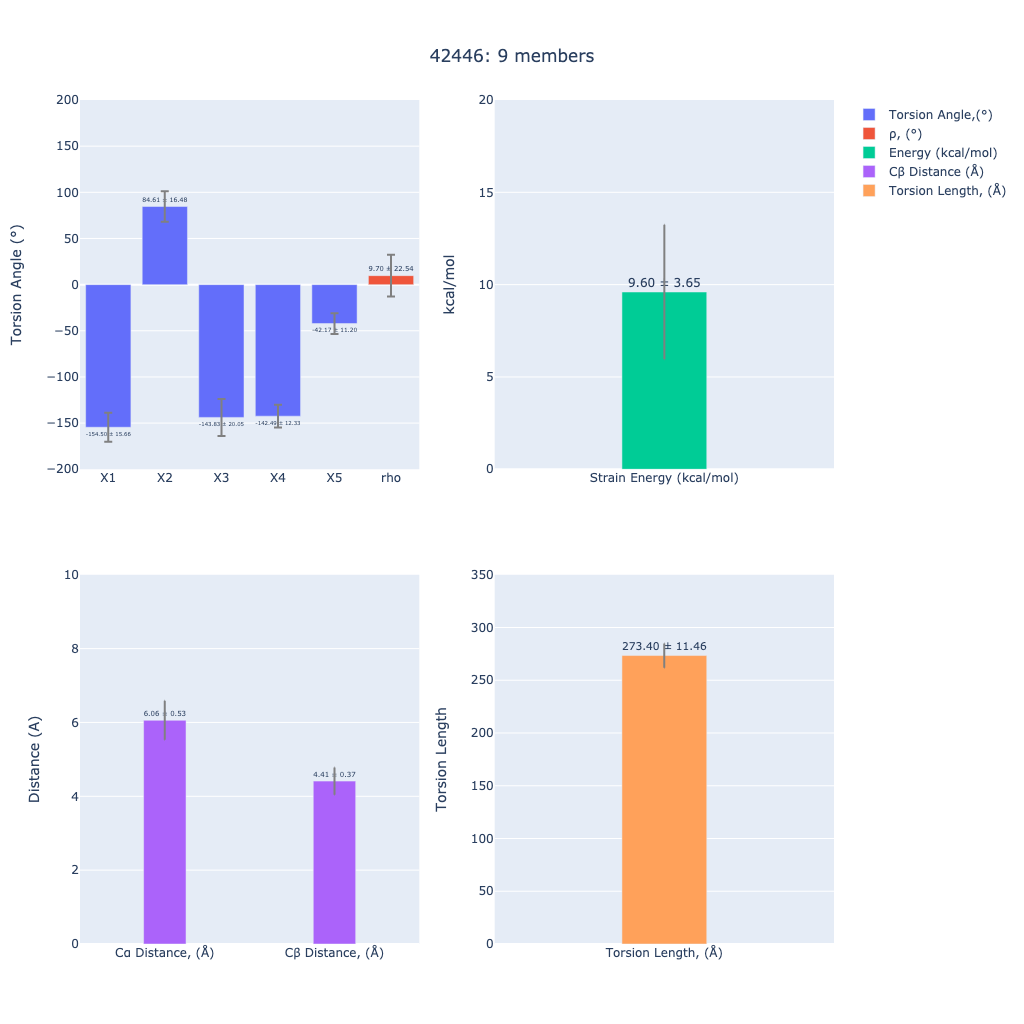 42446: 9 members
Torsion Angle,(°)
ρ, (°)
Energy (kcal/mol)
Cβ Distance (Å)
Torsion Length, (Å)
Torsion Angle (°)
200
150
100
50
0
−50
−100
−150
−200
84.61 ± 16.48
9.70 ± 22.54
-42.17 ± 11.20
-154.50 ± 15.66
-143.83 ± 20.05
-142.49 ± 12.33
X1 X2 X3 X4 X5 rho
kcal/mol
20
15
10
5
0
9.60 ± 3.65
Strain Energy (kcal/mol)
Distance (A)
10
8
6
4
2
0
6.06 ± 0.53
4.41 ± 0.37
Cα Distance, (Å) Cβ Distance, (Å)
Torsion Length
350
300
250
200
150
100
50
0
273.40 ± 11.46
Torsion Length, (Å)